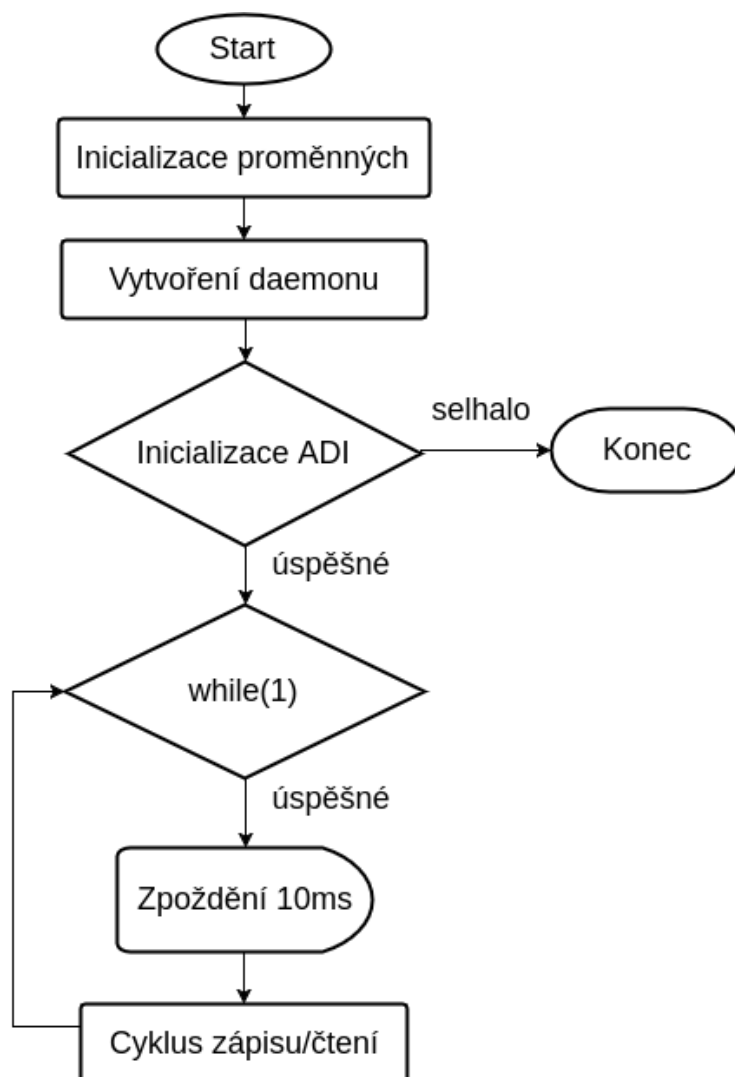 Start
Inicializace proměnných
Vytvoření daemonu
Inicializace ADI
selhalo
Konec
úspěšné
while(1)
úspěšné
Zpoždění 10ms
Cyklus zápisu/čtení